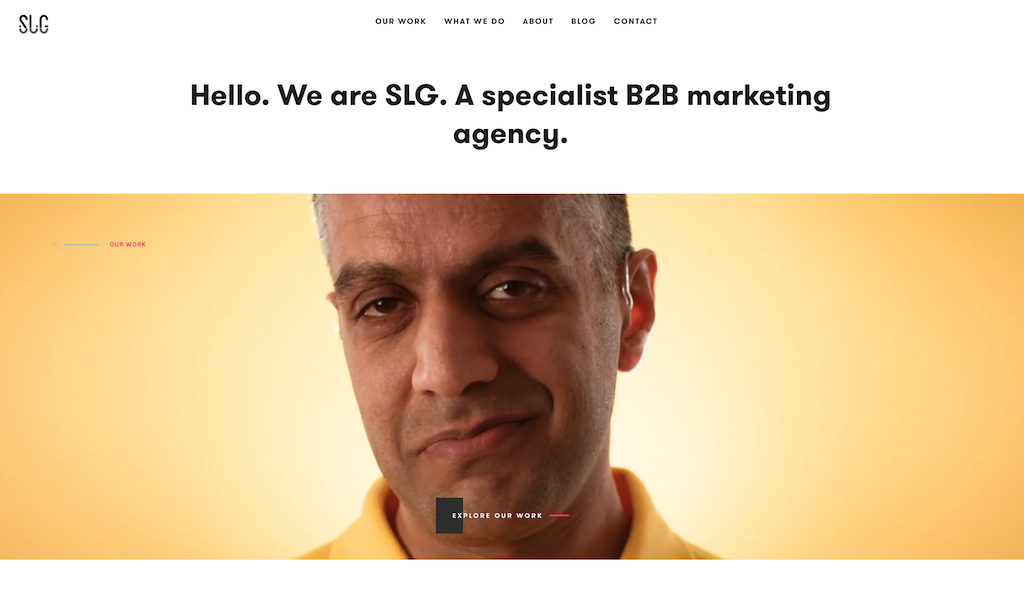 SLG
OUR WORK WHAT WE DO ABOUT BLOG CONTACT
Hello. We are SLG. A specialist B2B marketing
agency.
OUR WORK
EXPLORE OUR WORK